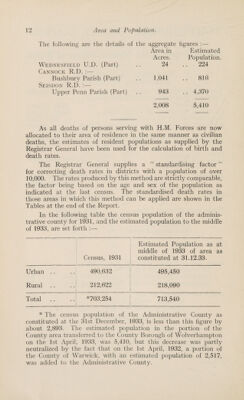 12 Area and Population.
The following are the details of the aggregate figures :—
Area in Estimated
Acres. Population.
WEDNESFIELD U.D. (Part) .. 24 .. 224
CANNOCK R.D. :—
Bushbury Parish (Part) .. 1,041 .. 816
SEISDON R.D. :—
Upper Penn Parish (Part) .. 943 .. 4,370
2,008 5,410
As all deaths of persons serving with H.M. Forces are now
allocated to their area of residence in the same manner as civilian
deaths, the estimates of resident populations as supplied by the
Registrar General have been used for the calculation of birth and
death rates.
The Registrar General supplies a "standardising factor"
for correcting death rates in districts with a population of over
10,000. The rates produced by this method are strictly comparable,
the factor being based on the age and sex of the population as
indicated at the last census. The standardised death rates in
those areas in which this method can be applied are shown in the
Tables at the end of the Report.
In the following table the census population of the adminis-
trative county for 1931, and the estimated population to the middle
of 1933, are set forth :—
Estimated Population as at
middle of 1933 of area as
Census, 1931 constituted at 31.12.33.
Urban .. .. 490,632 495,450
Rural .. .. 212,622 218,090
Total .. .. *703,254 713,540
* The census population of the Administrative County as
constituted at the 31st December, 1933, is less than this figure by
about 2,893. The estimated population in the portion of the
County area transferred to the County Borough of Wolverhampton
on the 1st April, 1933, was 5,410, but this decrease was partly
neutralized by the fact that on the 1st April, 1932, a portion of
the County of Warwick, with an estimated population of 2,517,
was added to the Administrative County.